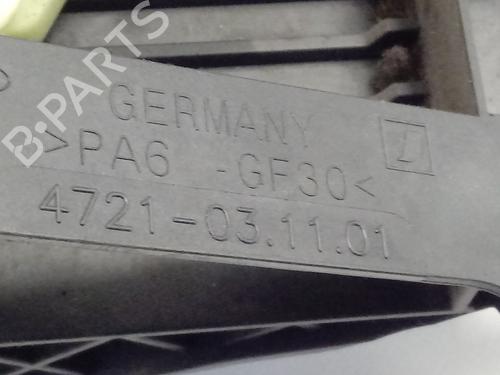 GERMANY
>PA6 -GF30<
4721-03.11.01
B-PARTS